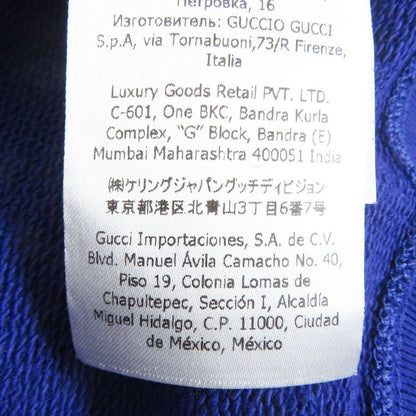 Петровка, 16
Изготовитель: GUCCIO GUCCI
S.p.A, via Tornabuoni,73/R Firenze,
Italia
Luxury Goods Retail PVT. LTD.
C-601, One BKC, Bandra Kurla
Complex, "G" Block, Bandra (E)
Mumbai Maharashtra 400051 India
㈱ケリングジャパングッチディビジョン
東京都港区北青山3丁目6番7号
Gucci Importaciones, S.A. de C.V.
Blvd. Manuel Ávila Camacho No. 40,
Piso 19, Colonia Lomas de
Chapultepec, Sección I, Alcaldía
Miguel Hidalgo, C.P. 11000, Ciudad
de México, México